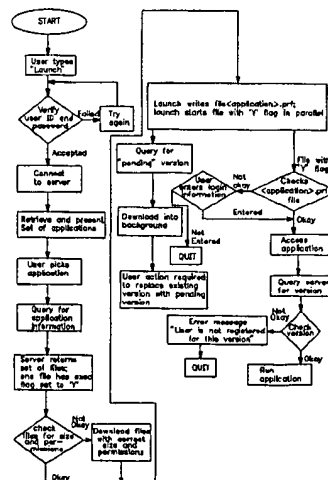 START
User types
"Launch"
Verify
user ID and
password
Failed
Try
again
Accepted
Connect
to server
Retrieve and present
Set of applications
User picks
application
Query for
application
information
Server returns
set of files;
one file has exec
flag set to 'Y'
check
files for size
and per-
missions
Not
Okay
Download files
with correct
size and
permissions
Okay
Launch writes file<application>.prf;
launch starts file with 'Y' flag in parallel
Query for
"pending" version
Download into
background
User action required
to replace existing
version with pending
version
file with
'Y' flag
Checks
<application>.prf
file
Not
okay
User
enters login
information
Entered
Not
Entered
QUIT
Okay
Access
application
Query server
for version
Check
version
Not
Okay
Error message
"User is not registered
for this version"
QUIT
Okay
Run
application